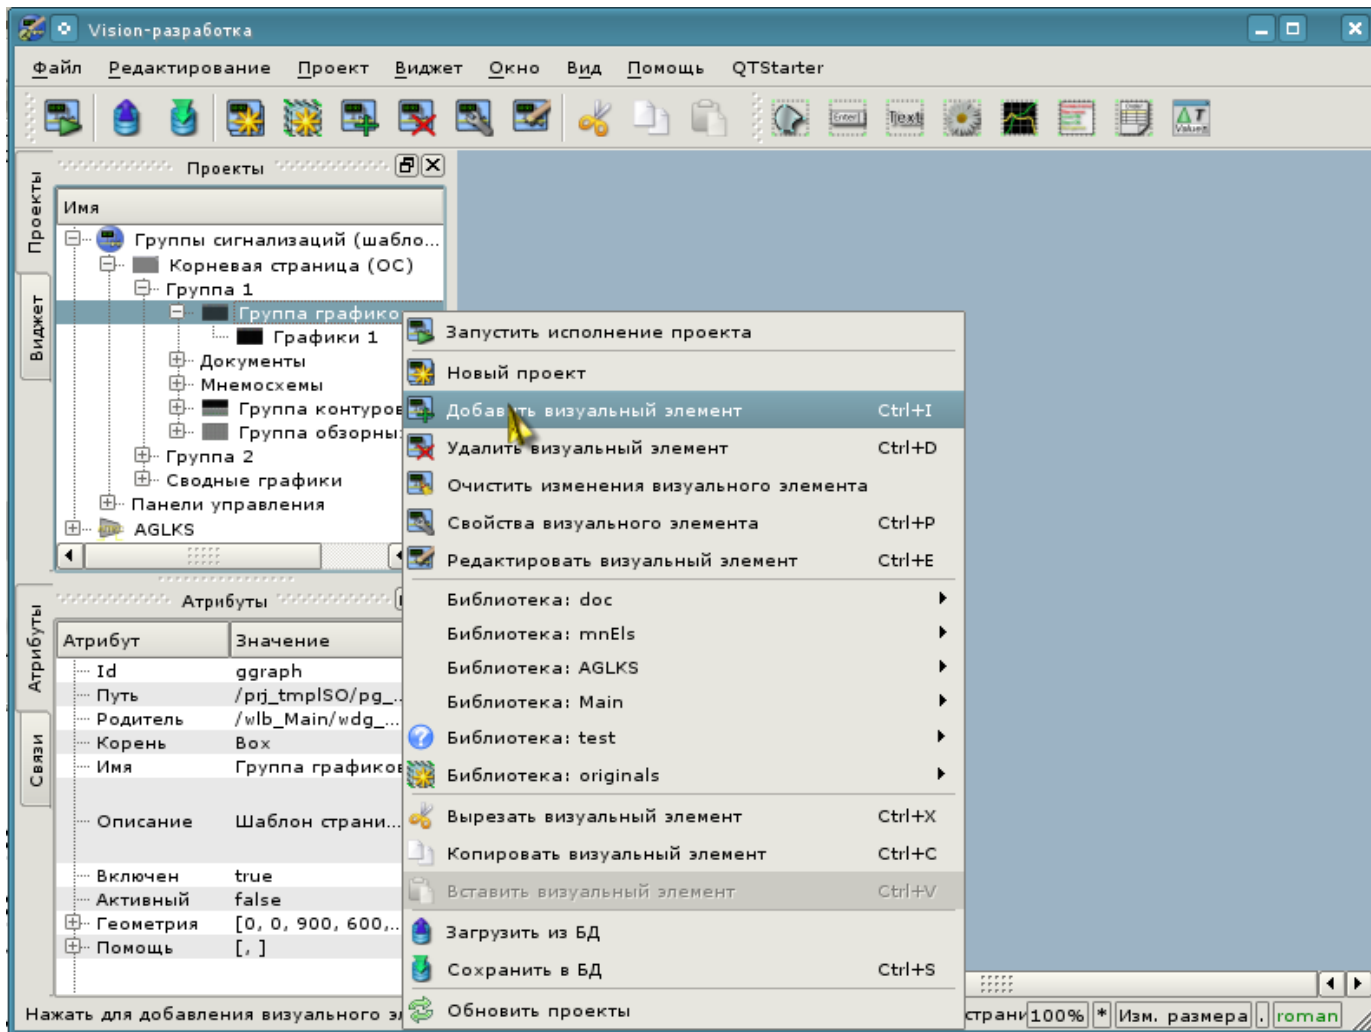 Vision-разработка
Файл Редактирование Проект Виджет Окно Вид Помощь QTStarter
Проекты
Проекты
Виджет
Имя
Группы сигнализаций (шабло...
Корневая страница (ОС)
Группа 1
Группа графико
Графики 1
Документы
Мнемосхемы
Группа контуров
Группа обзорны
Группа 2
Сводные графики
Панели управления
AGLKS
Запустить исполнение проекта
Новый проект
Добавить визуальный элемент Ctrl+I
Удалить визуальный элемент Ctrl+D
Очистить изменения визуального элемента
Свойства визуального элемента Ctrl+P
Редактировать визуальный элемент Ctrl+E
Библиотека: doc
Библиотека: mnEls
Библиотека: AGLKS
Библиотека: Main
Библиотека: test
Библиотека: originals
Вырезать визуальный элемент Ctrl+X
Копировать визуальный элемент Ctrl+C
Вставить визуальный элемент Ctrl+V
Загрузить из БД
Сохранить в БД Ctrl+S
Обновить проекты
Атрибуты
Атрибуты
Связи
Атрибут Значение
Id ggraph
Путь /prj_tmplSO/pg_...
Родитель /wlb_Main/wdg_...
Корень Box
Имя Группа графиков
Описание Шаблон страни...
Включен true
Активный false
Геометрия [0, 0, 900, 600,...
Помощь [, ]
Нажать для добавления визуального э
страни 100% * Изм. размера . roman